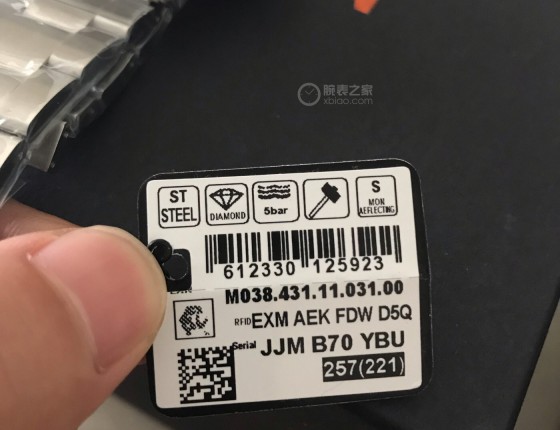 腕表之家
xbiao.com
ST
STEEL
DIAMOND
5bar
S
MON
AEFLECTING
612330 125923
M038.431.11.031.00
RFID EXM AEK FDW D5Q
Serial JJM B70 YBU
257(221)